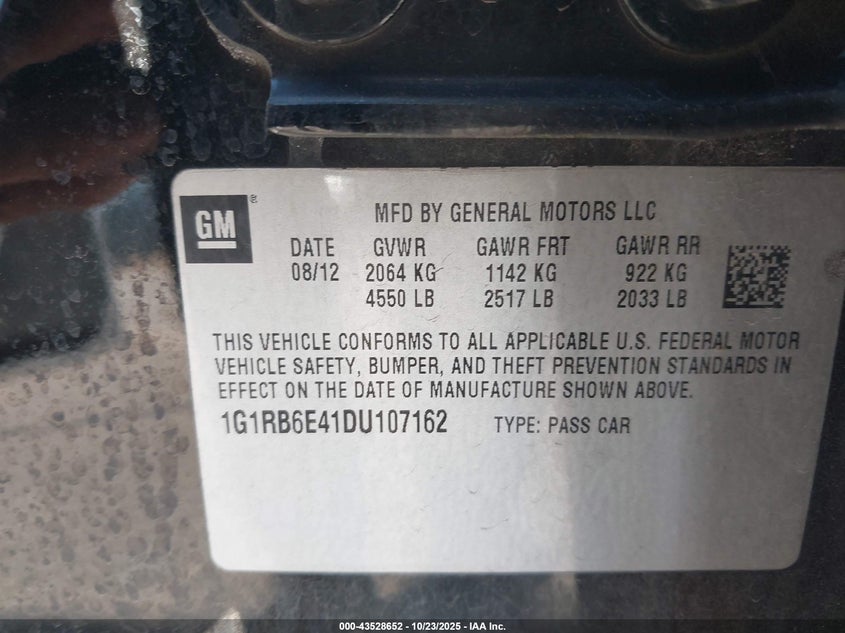 GM ®
MFD BY GENERAL MOTORS LLC
DATE GVWR GAWR FRT GAWR RR
08/12 2064 KG 1142 KG 922 KG
4550 LB 2517 LB 2033 LB
THIS VEHICLE CONFORMS TO ALL APPLICABLE U.S. FEDERAL MOTOR
VEHICLE SAFETY, BUMPER, AND THEFT PREVENTION STANDARDS IN
EFFECT ON THE DATE OF MANUFACTURE SHOWN ABOVE.
1G1RB6E41DU107162 TYPE: PASS CAR
000-43528652 - 10/23/2025 - IAA Inc.